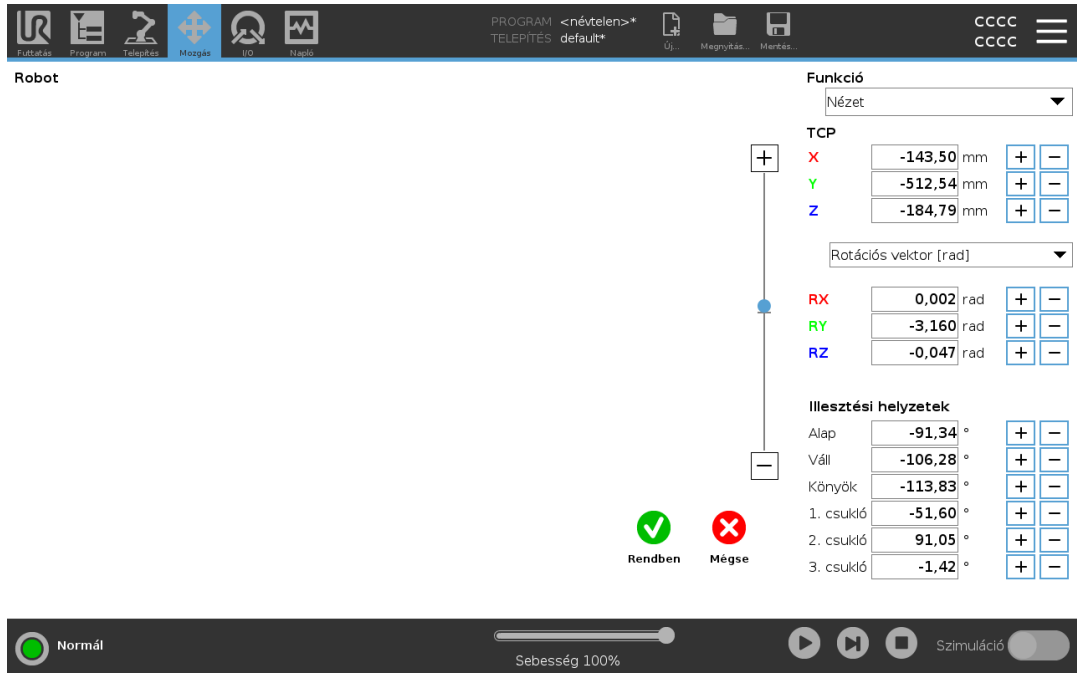 PROGRAM <névtelen>*
TELEPÍTÉS default*
CCCC
CCCC
Futtatás Program Telepítés Mozgás I/O Napló Új... Megnyitás... Mentés...
Robot
Funkció
Nézet
TCP
X -143,50 mm + −
Y -512,54 mm + −
Z -184,79 mm + −
Rotációs vektor [rad]
RX 0,002 rad + −
RY -3,160 rad + −
RZ -0,047 rad + −
Illesztési helyzetek
Alap -91,34 ° + −
Váll -106,28 ° + −
Könyök -113,83 ° + −
1. csukló -51,60 ° + −
2. csukló 91,05 ° + −
3. csukló -1,42 ° + −
Rendben Mégse
Normál
Sebesség 100%
Szimuláció